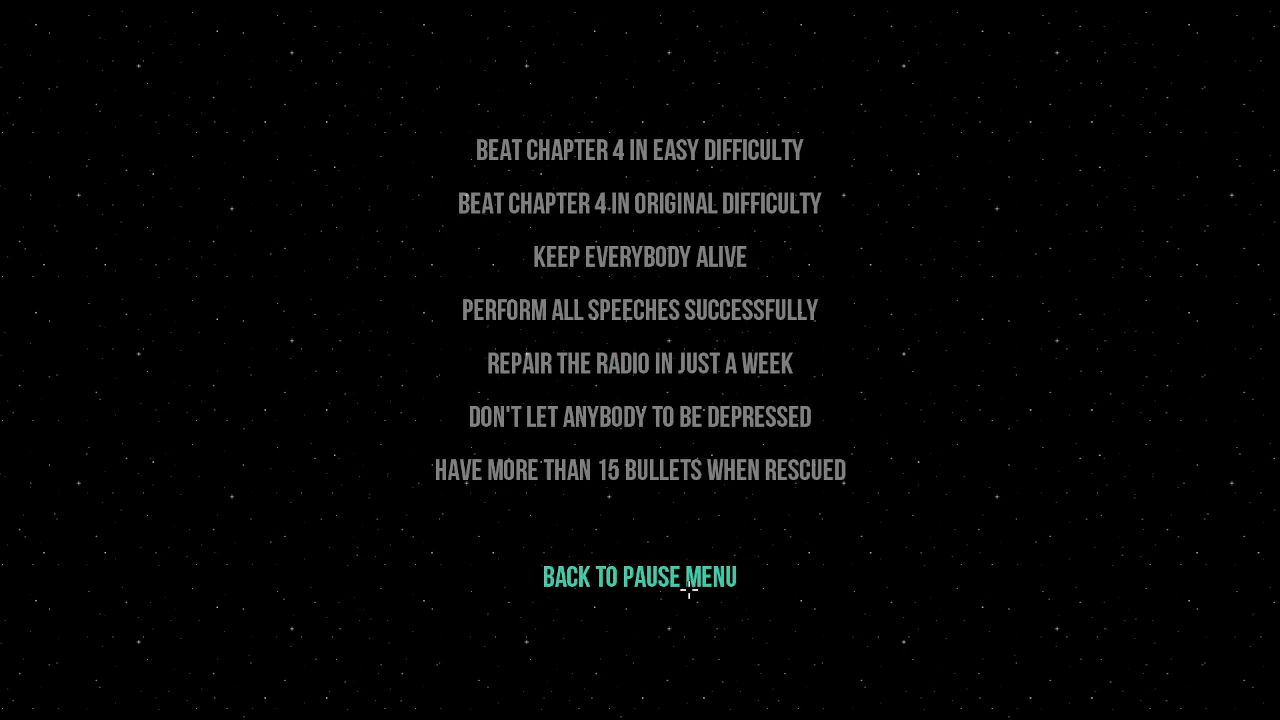 BEAT CHAPTER 4 IN EASY DIFFICULTY
BEAT CHAPTER 4 IN ORIGINAL DIFFICULTY
KEEP EVERYBODY ALIVE
PERFORM ALL SPEECHES SUCCESSFULLY
REPAIR THE RADIO IN JUST A WEEK
DON'T LET ANYBODY TO BE DEPRESSED
HAVE MORE THAN 15 BULLETS WHEN RESCUED
BACK TO PAUSE MENU